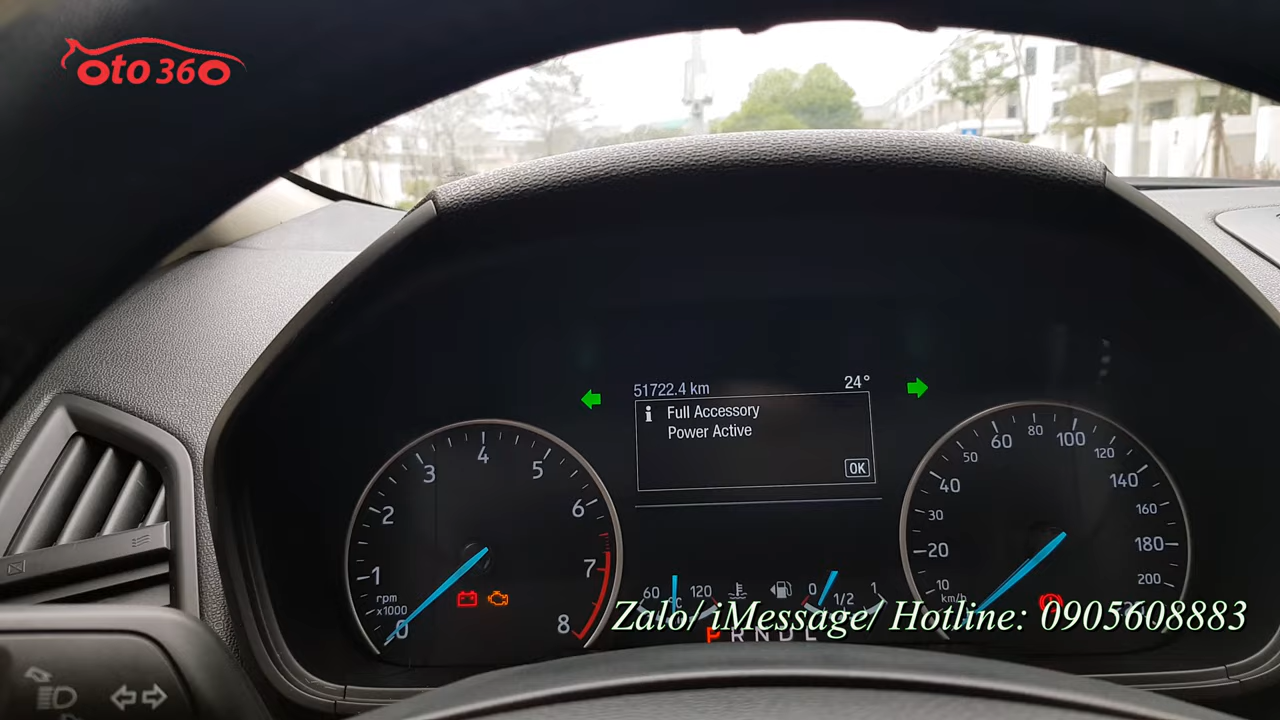 oto 360
51722.4 km 24°
Full Accessory
Power Active
OK
1 2 3 4 5 6 7 8
rpm
x1000
0
10 20 30 40 50 60 80 100 120 140 160 180 200
km/h
60 °C 120
0 1/2 1
P R N D L
Zalo/ iMessage/ Hotline: 0905608883